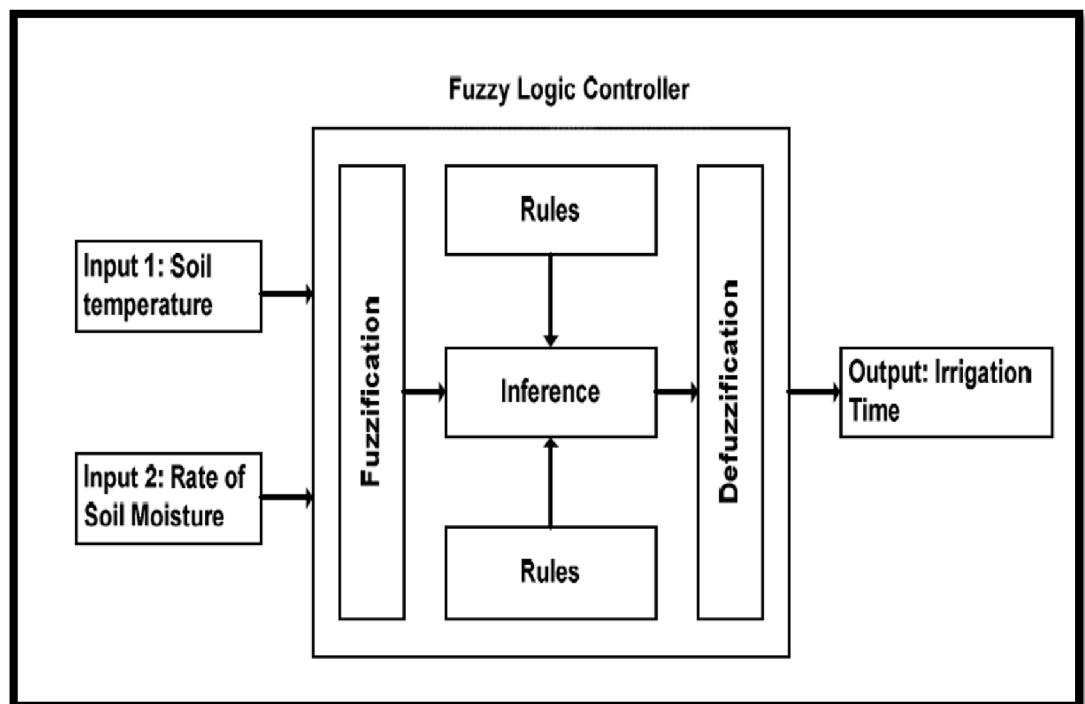 Fuzzy Logic Controller
Input 1: Soil
temperature
Input 2: Rate of
Soil Moisture
Fuzzification
Rules
Inference
Rules
Defuzzification
Output: Irrigation
Time